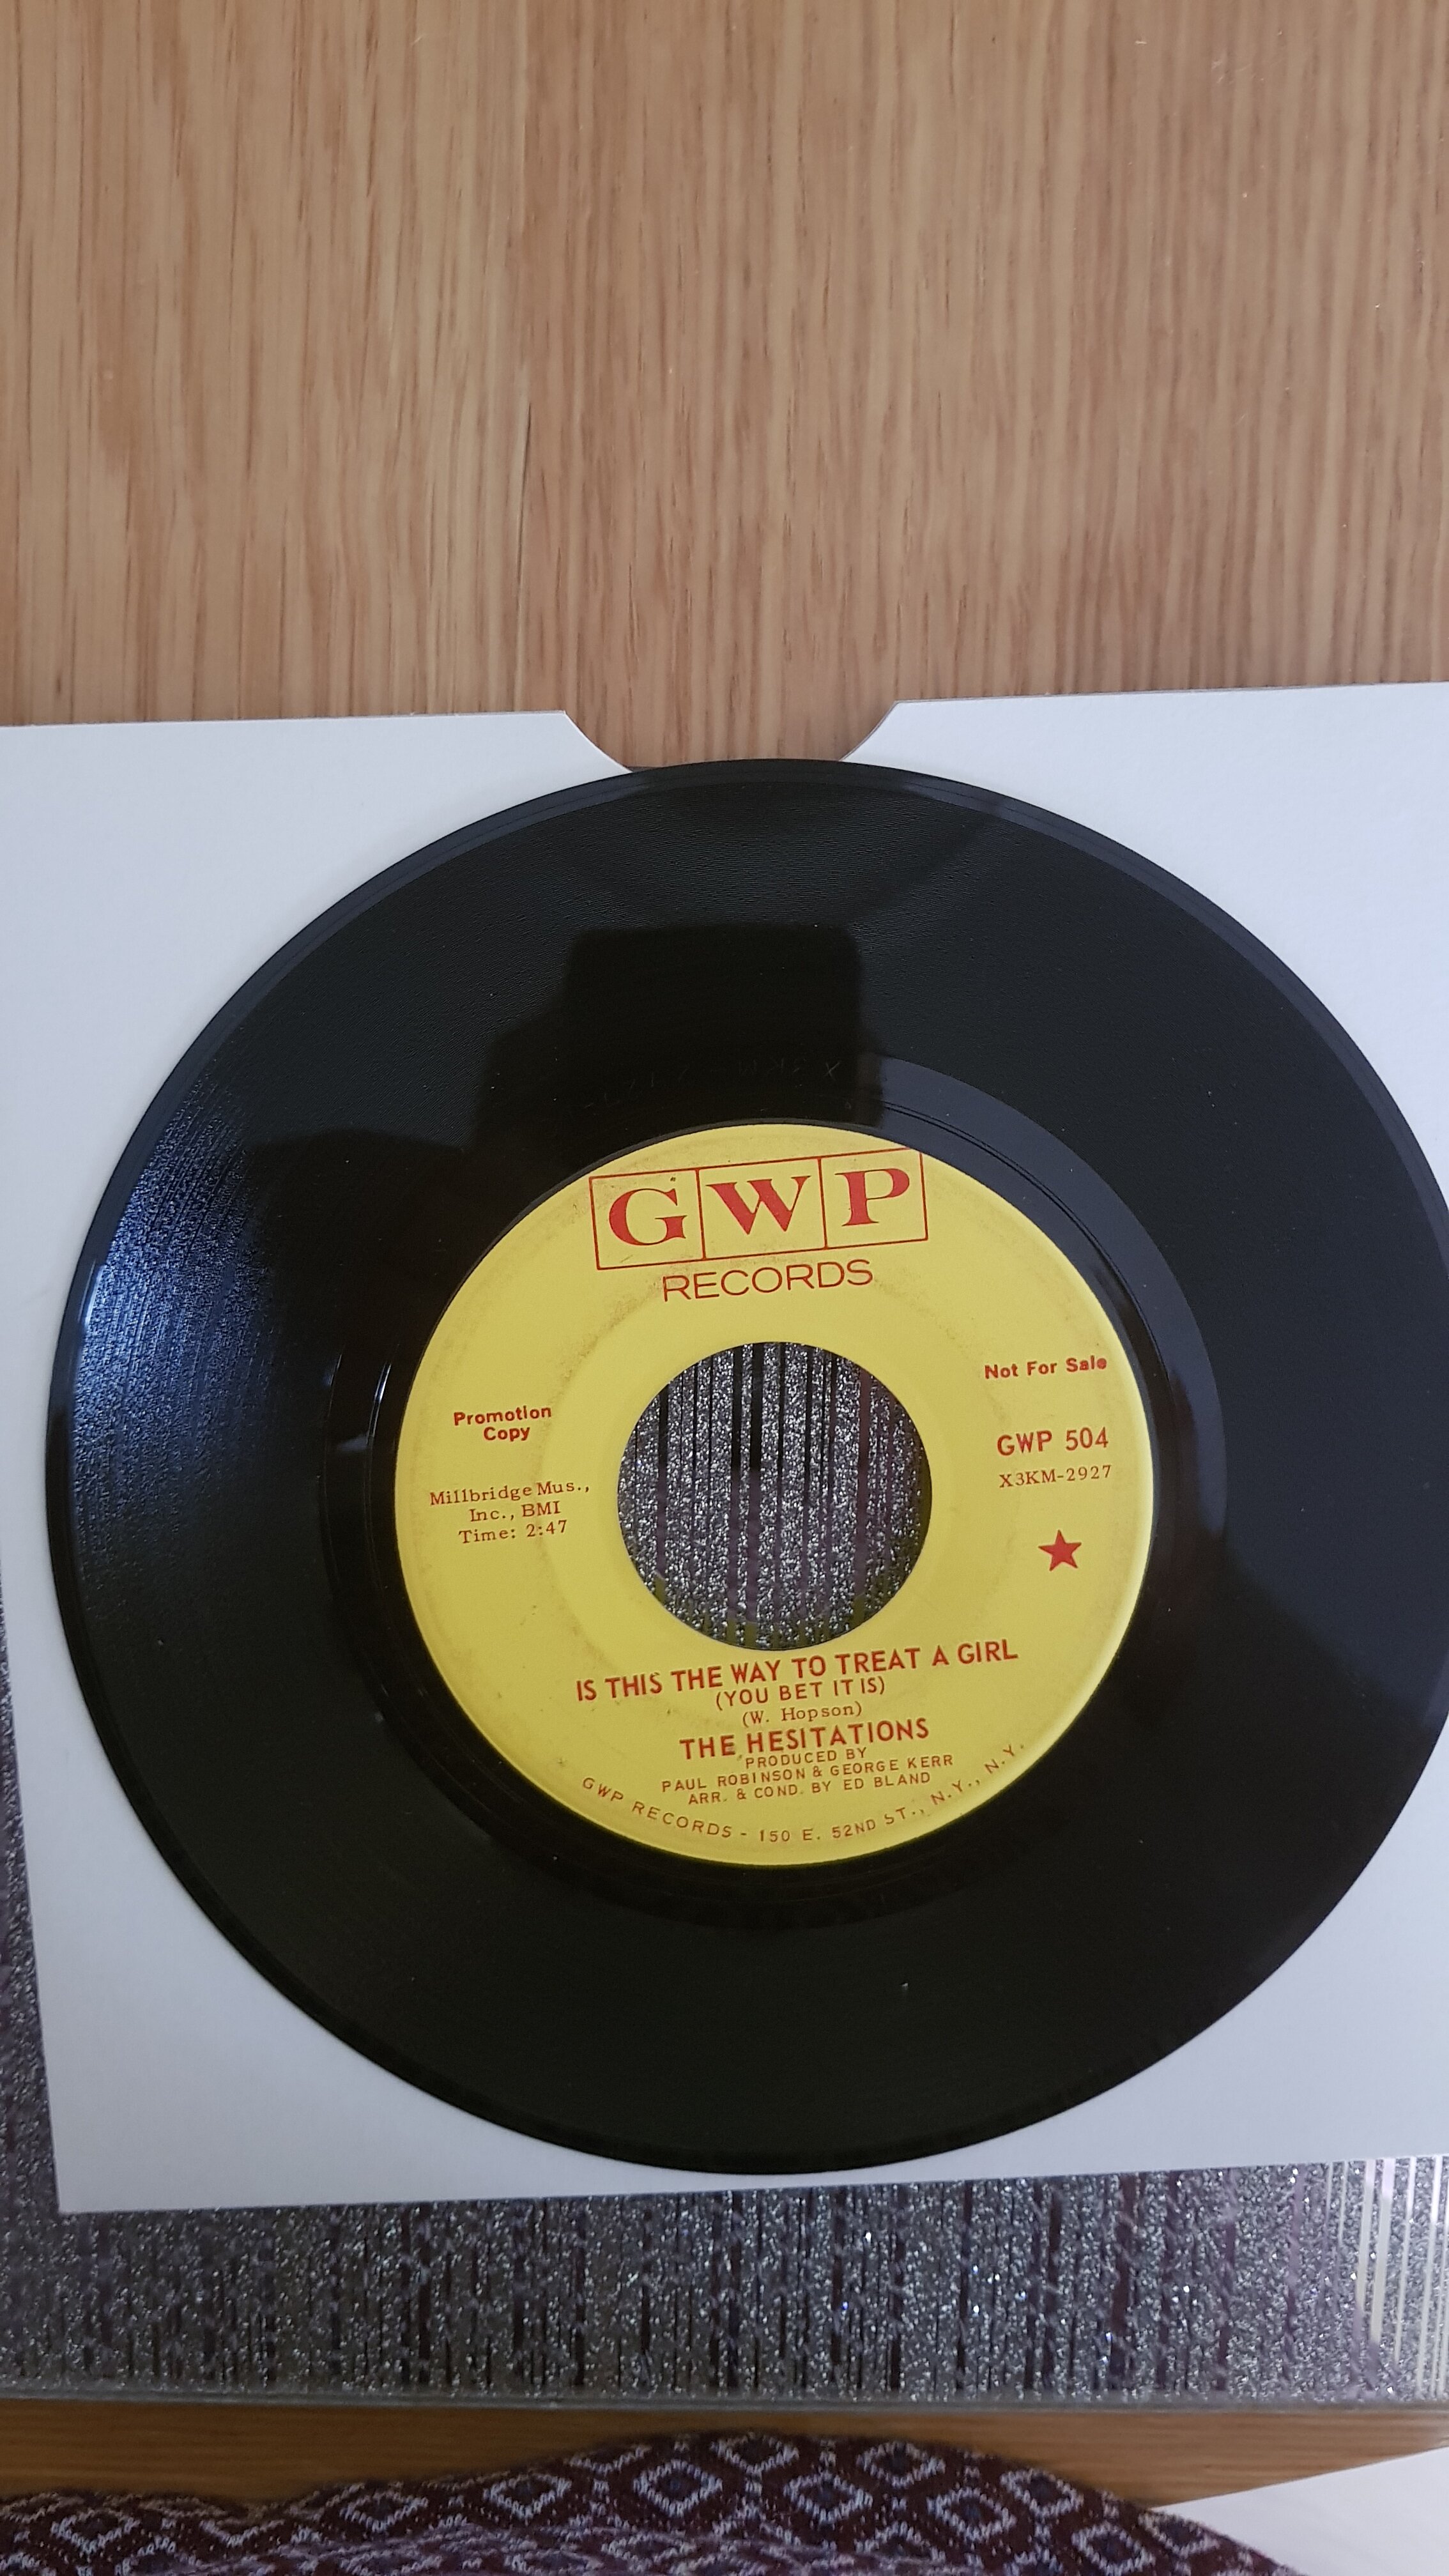 GWP
RECORDS
Not For Sale
Promotion
Copy
GWP 504
X3KM-2927
Millbridge Mus.,
Inc., BMI
Time: 2:47
IS THIS THE WAY TO TREAT A GIRL
(YOU BET IT IS)
(W. Hopson)
THE HESITATIONS
PRODUCED BY
PAUL ROBINSON & GEORGE KERR
ARR. & COND. BY ED BLAND
GWP RECORDS - 150 E. 52ND ST., N.Y., N.Y.